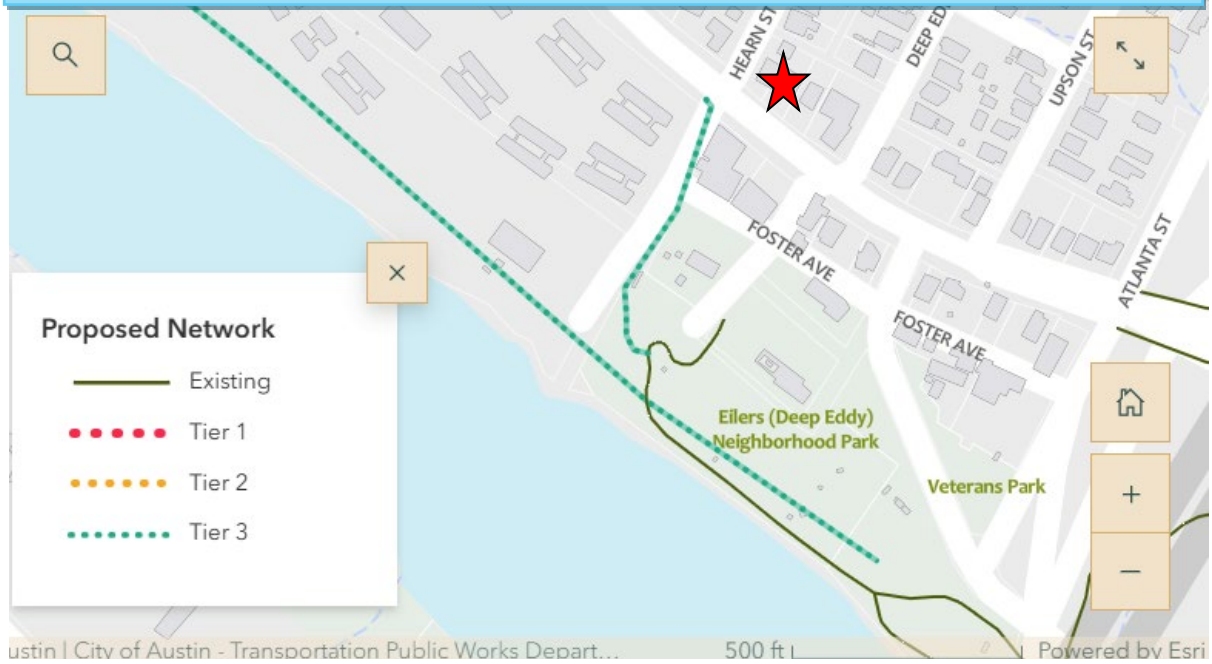 HEARN ST
DEEP ED
UPSON ST
ATLANTA ST
FOSTER AVE
FOSTER AVE
Proposed Network
Existing
Tier 1
Tier 2
Tier 3
Eilers (Deep Eddy)
Neighborhood Park
Veterans Park
+
−
ustin | City of Austin - Transportation Public Works Depart...
500 ft
Powered by Esri